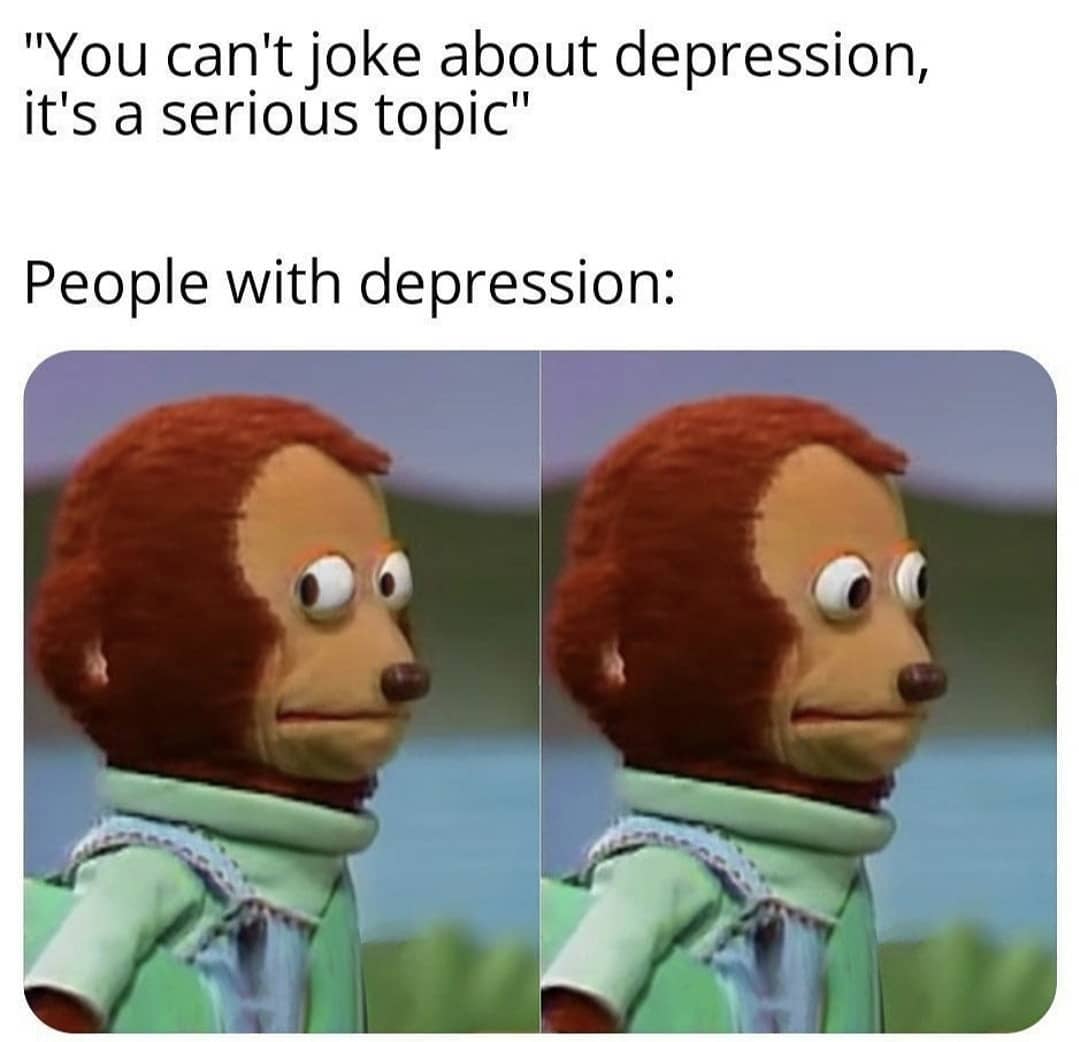 "You can't joke about depression,
it's a serious topic"
People with depression: